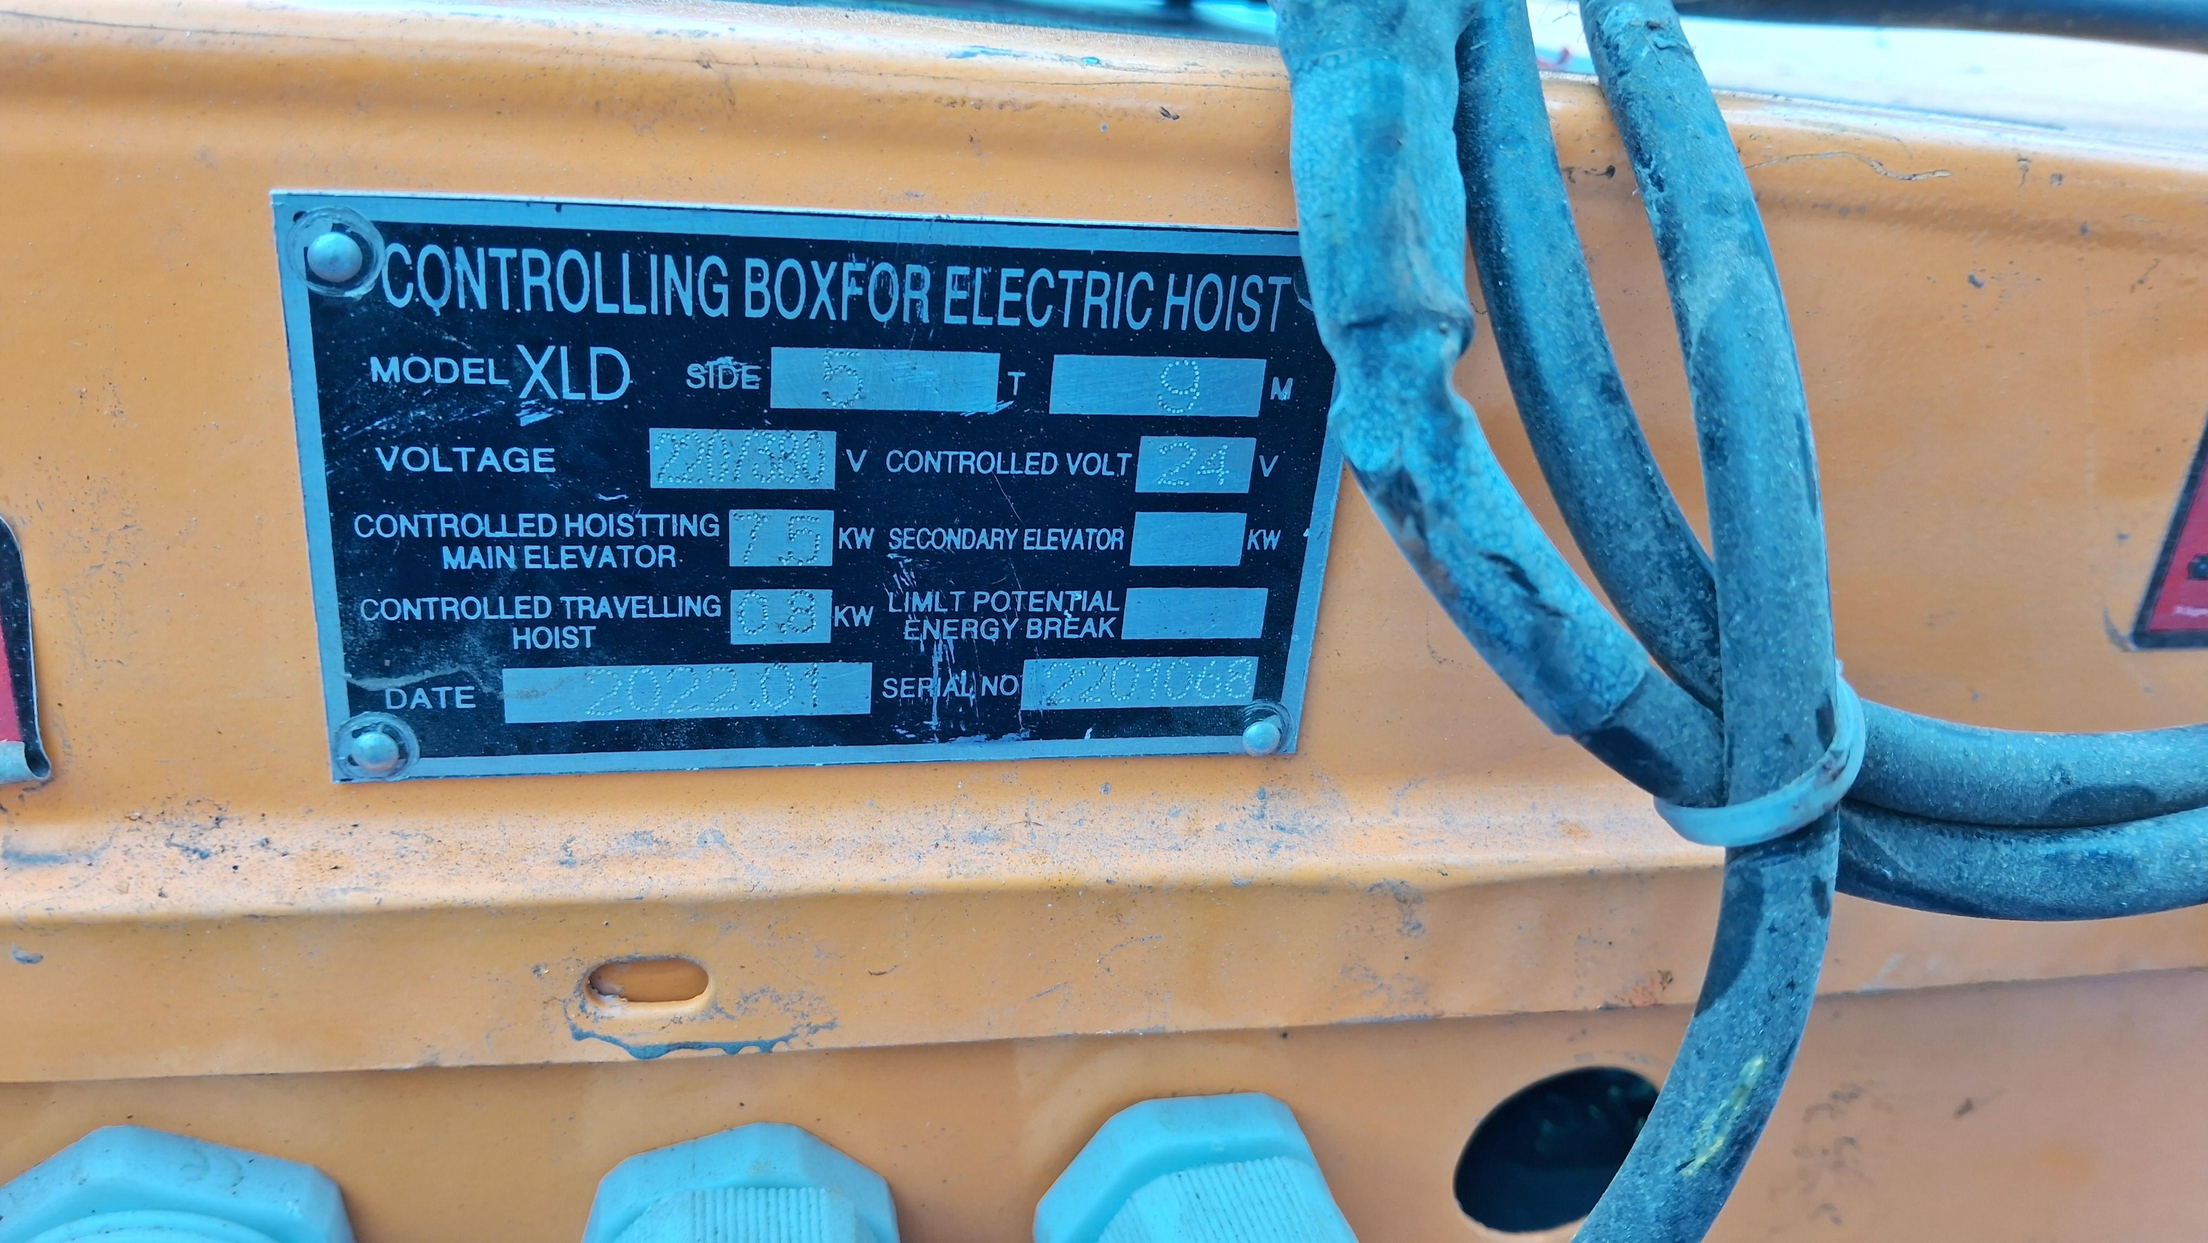 CONTROLLING BOXFOR ELECTRIC HOIST
MODEL XLD SIDE 5 T 9 M
VOLTAGE 220/380 V CONTROLLED VOLT 24 V
CONTROLLED HOISTTING MAIN ELEVATOR 7.5 KW SECONDARY ELEVATOR KW
CONTROLLED TRAVELLING HOIST 0.8 KW LIMLT POTENTIAL ENERGY BREAK
DATE 2022.01 SERIAL NO 2201068